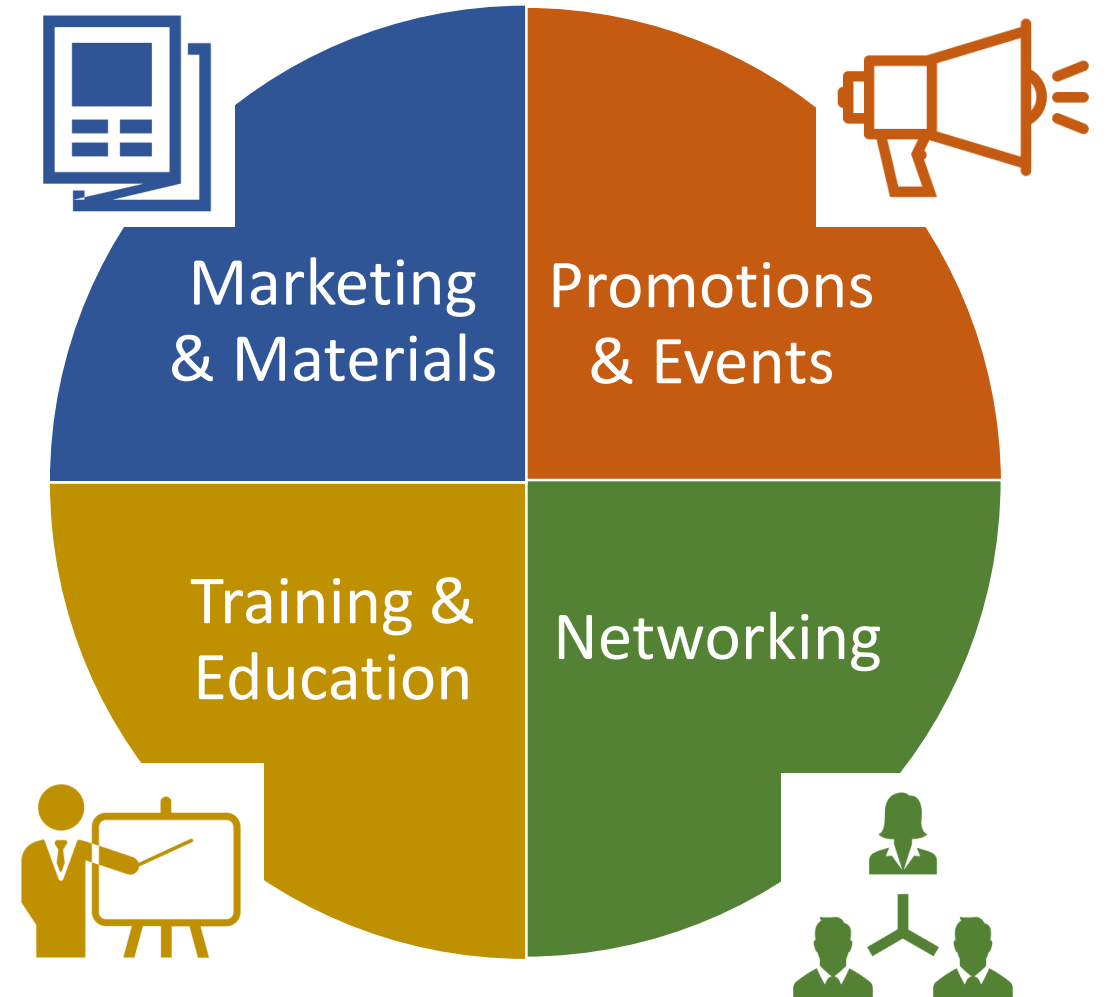 Marketing
& Materials
Promotions
& Events
Training &
Education
Networking